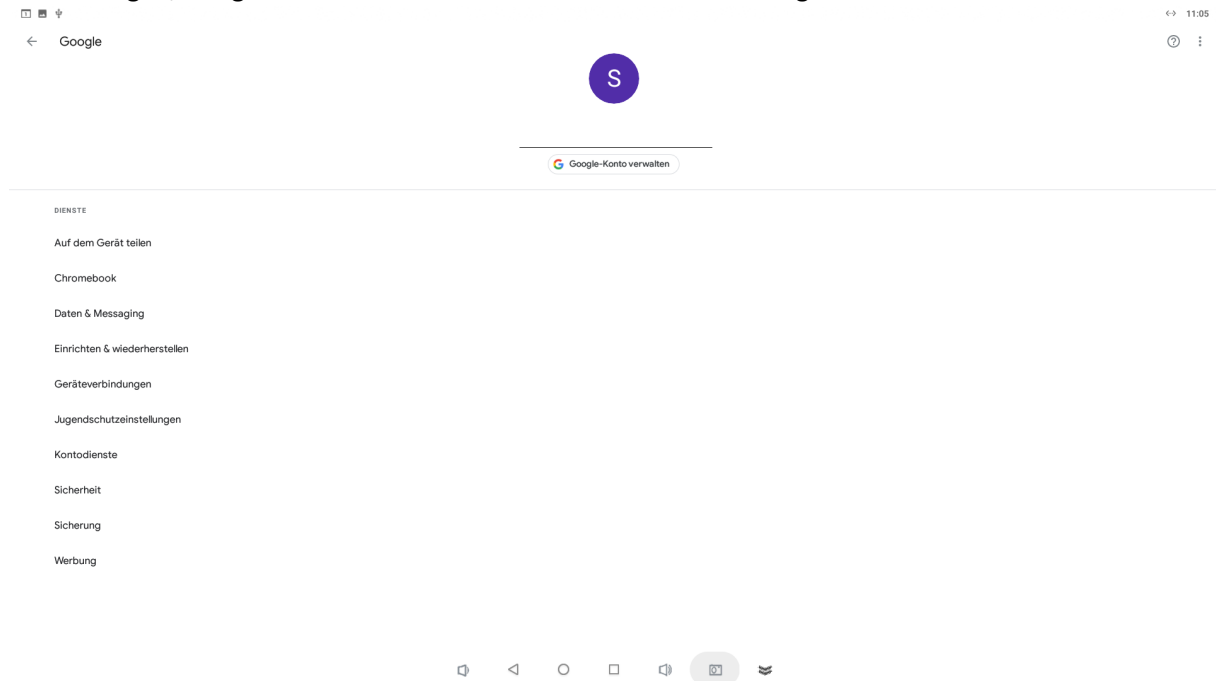 11:05
Google
S
Google-Konto verwalten
DIENSTE
Auf dem Gerät teilen
Chromebook
Daten & Messaging
Einrichten & wiederherstellen
Geräteverbindungen
Jugendschutzeinstellungen
Kontodienste
Sicherheit
Sicherung
Werbung